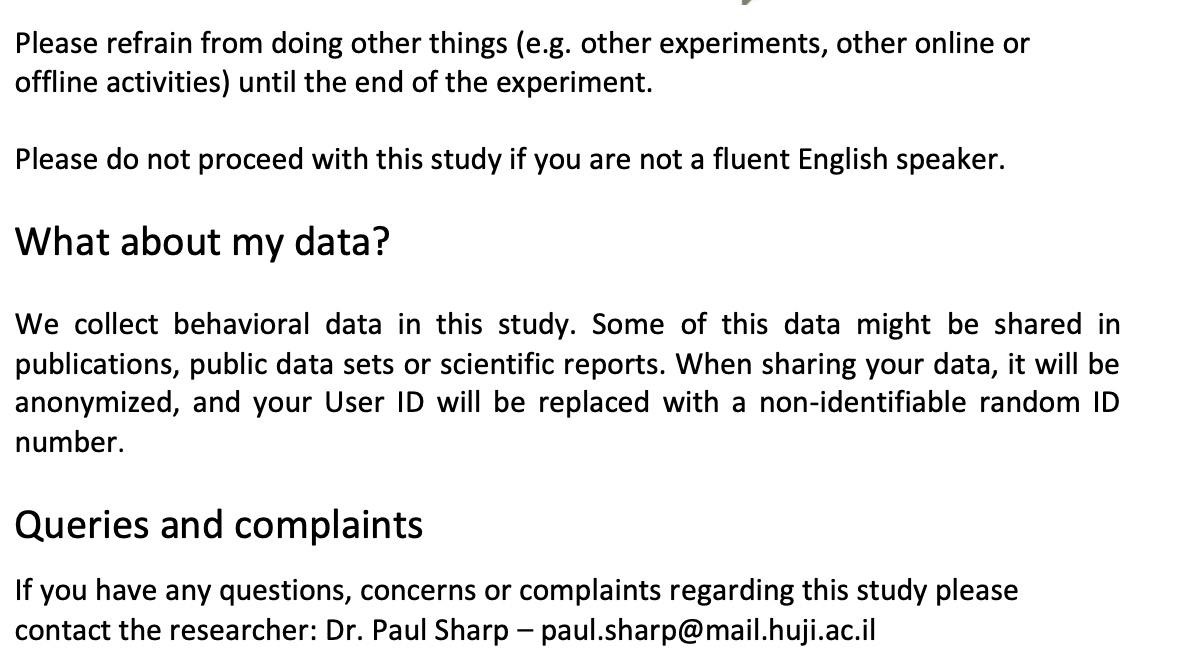 Please refrain from doing other things (e.g. other experiments, other online or
offline activities) until the end of the experiment.
Please do not proceed with this study if you are not a fluent English speaker.
What about my data?
We collect behavioral data in this study. Some of this data might be shared in
publications, public data sets or scientific reports. When sharing your data, it will be
anonymized, and your User ID will be replaced with a non-identifiable random ID
number.
Queries and complaints
If you have any questions, concerns or complaints regarding this study please
contact the researcher: Dr. Paul Sharp – paul.sharp@mail.huji.ac.il